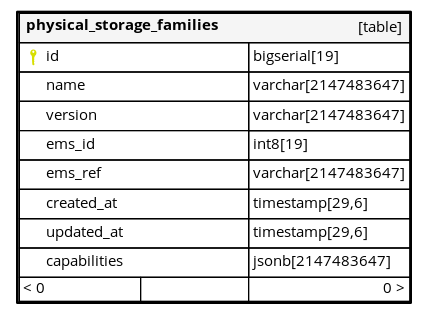 physical_storage_families [table]
id bigserial[19]
name varchar[2147483647]
version varchar[2147483647]
ems_id int8[19]
ems_ref varchar[2147483647]
created_at timestamp[29,6]
updated_at timestamp[29,6]
capabilities jsonb[2147483647]
< 0 0 >